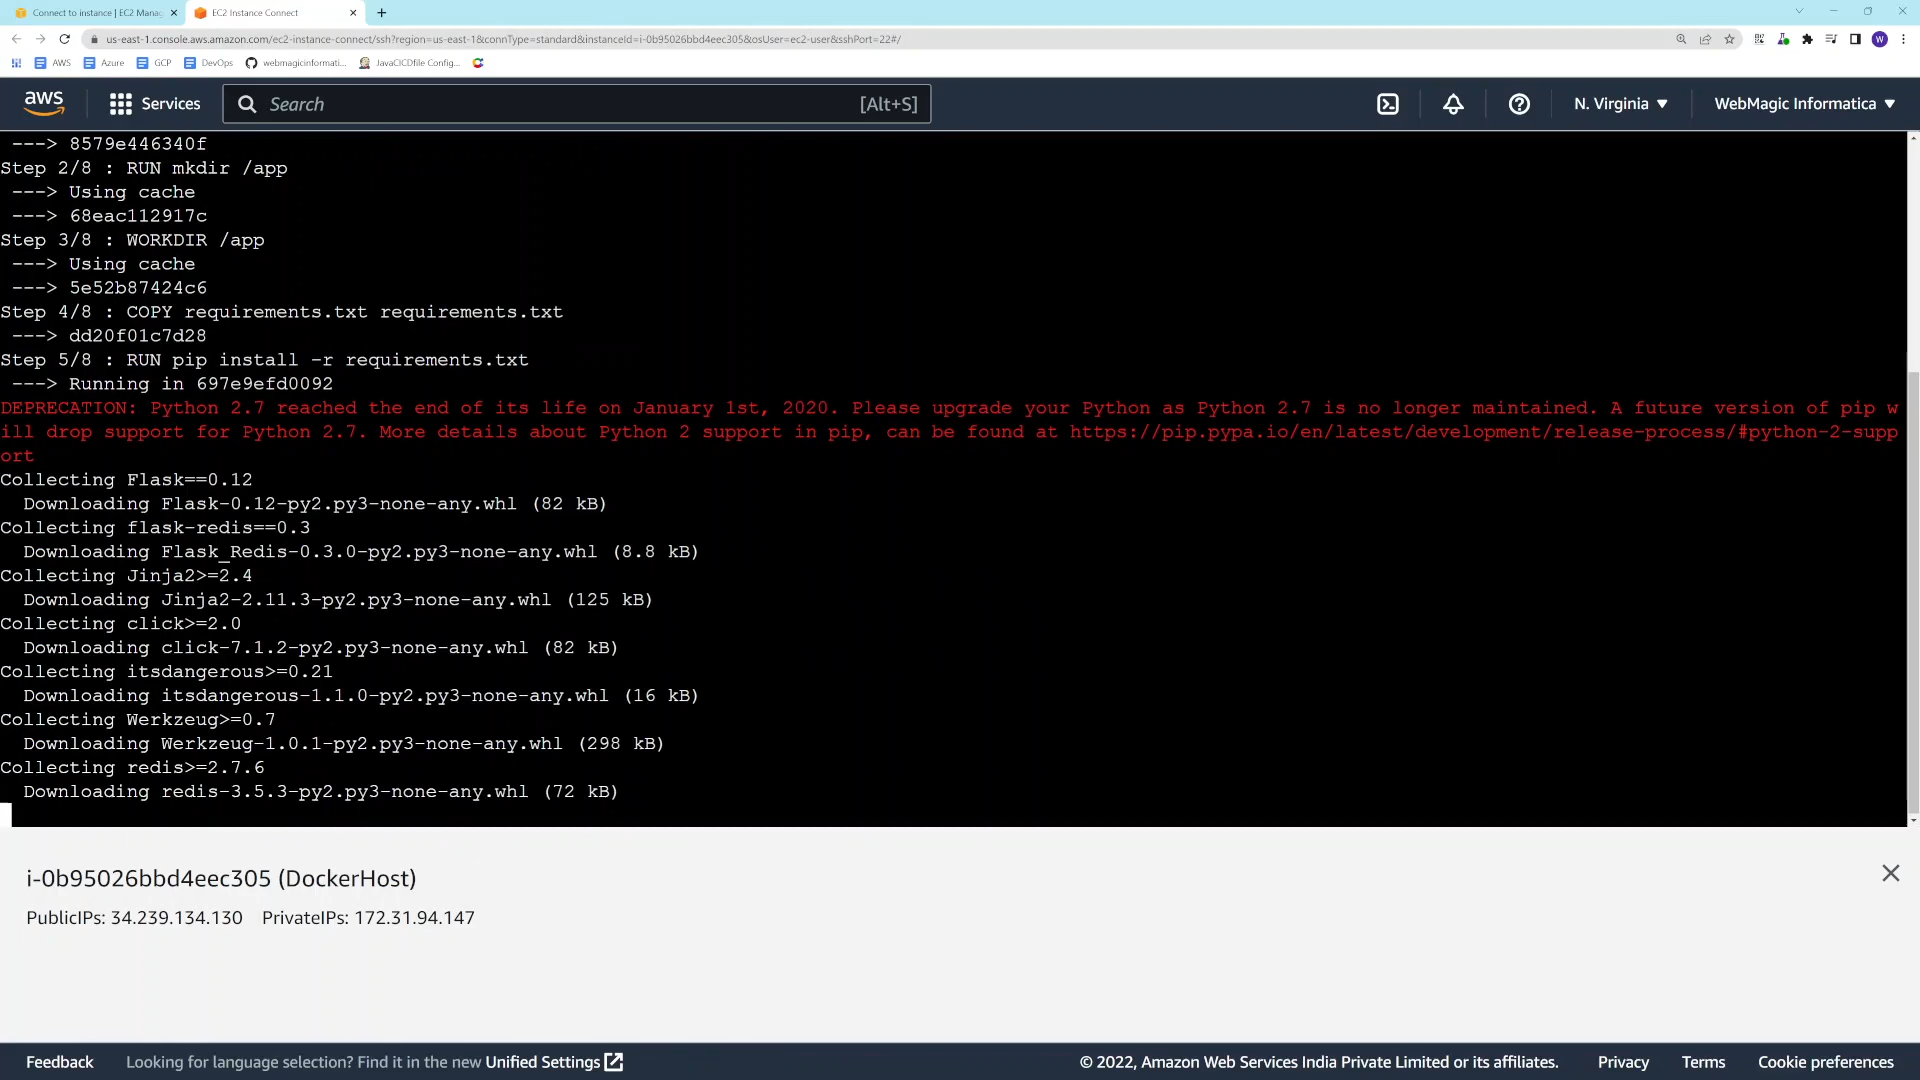 Connect to instance | EC2 Manag
EC2 Instance Connect
us-east-1.console.aws.amazon.com/ec2-instance-connect/ssh?region=us-east-1&connType=standard&instanceId=i-0b95026bbd4eec305&osUser=ec2-user&sshPort=22#/
W
AWS
Azure
GCP
DevOps
webmagicinformati...
JavaCICDfile Config...
aws
Services
Search
[Alt+S]
N. Virginia
WebMagic Informatica
---> 8579e446340f
Step 2/8 : RUN mkdir /app
---> Using cache
---> 68eac112917c
Step 3/8 : WORKDIR /app
---> Using cache
---> 5e52b87424c6
Step 4/8 : COPY requirements.txt requirements.txt
---> dd20f01c7d28
Step 5/8 : RUN pip install -r requirements.txt
---> Running in 697e9efd0092
DEPRECATION: Python 2.7 reached the end of its life on January 1st, 2020. Please upgrade your Python as Python 2.7 is no longer maintained. A future version of pip w
ill drop support for Python 2.7. More details about Python 2 support in pip, can be found at https://pip.pypa.io/en/latest/development/release-process/#python-2-supp
ort
Collecting Flask==0.12
Downloading Flask-0.12-py2.py3-none-any.whl (82 kB)
Collecting flask-redis==0.3
Downloading Flask_Redis-0.3.0-py2.py3-none-any.whl (8.8 kB)
Collecting Jinja2>=2.4
Downloading Jinja2-2.11.3-py2.py3-none-any.whl (125 kB)
Collecting click>=2.0
Downloading click-7.1.2-py2.py3-none-any.whl (82 kB)
Collecting itsdangerous>=0.21
Downloading itsdangerous-1.1.0-py2.py3-none-any.whl (16 kB)
Collecting Werkzeug>=0.7
Downloading Werkzeug-1.0.1-py2.py3-none-any.whl (298 kB)
Collecting redis>=2.7.6
Downloading redis-3.5.3-py2.py3-none-any.whl (72 kB)
i-0b95026bbd4eec305 (DockerHost)
PublicIPs: 34.239.134.130 PrivateIPs: 172.31.94.147
Feedback
Looking for language selection? Find it in the new Unified Settings
© 2022, Amazon Web Services India Private Limited or its affiliates.
Privacy
Terms
Cookie preferences